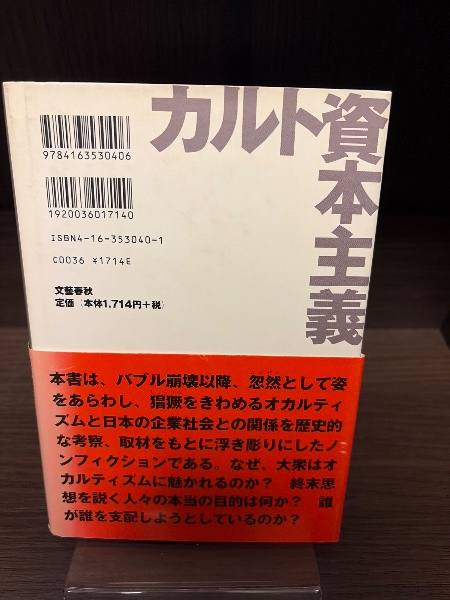 カルト資本主義
9784163530406
1920036017140
ISBN4-16-353040-1
C0036 ¥1714E
文藝春秋
定価(本体1,714円+税)
本書は、バブル崩壊以降、忽然として姿
をあらわし、猖獗をきわめるオカルティ
ズムと日本の企業社会との関係を歴史的
な考察、取材をもとに浮き彫りにしたノ
ンフィクションである。なぜ、大衆はオ
カルティズムに魅かれるのか? 終末思
想を説く人々の本当の目的は何か? 誰
が誰を支配しようとしているのか?